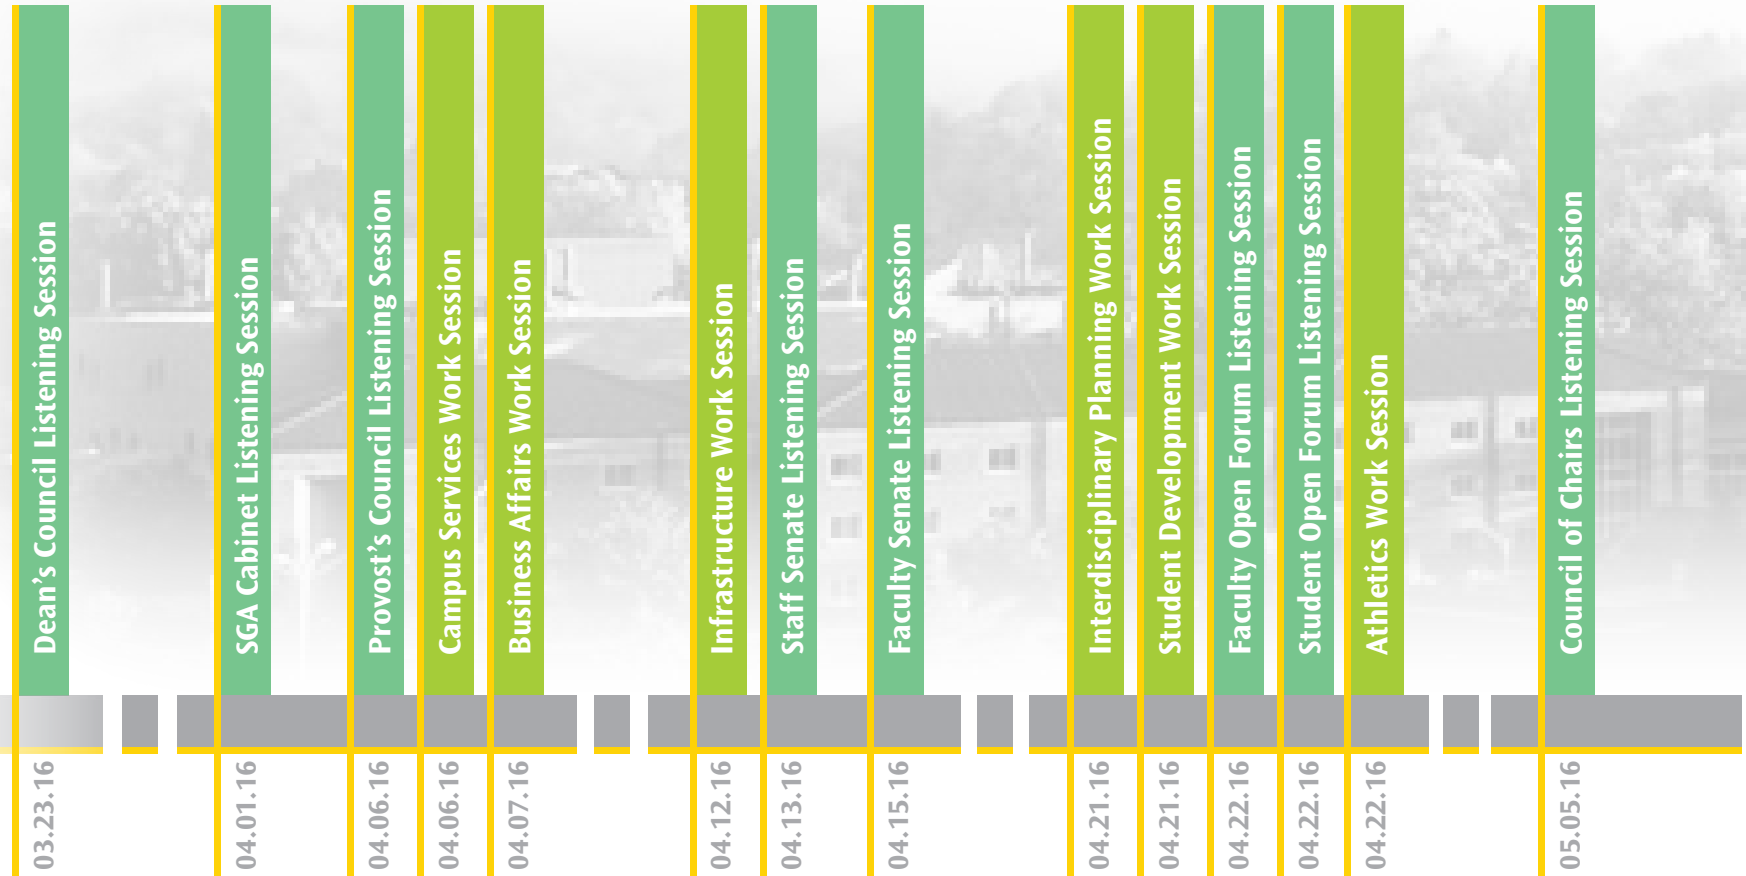 Dean's Council Listening Session
03.23.16
SGA Cabinet Listening Session
04.01.16
Provost's Council Listening Session
04.06.16
Campus Services Work Session
04.06.16
Business Affairs Work Session
04.07.16
Infrastructure Work Session
04.12.16
Staff Senate Listening Session
04.13.16
Faculty Senate Listening Session
04.15.16
Interdisciplinary Planning Work Session
04.21.16
Student Development Work Session
04.21.16
Faculty Open Forum Listening Session
04.22.16
Student Open Forum Listening Session
04.22.16
Athletics Work Session
04.22.16
Council of Chairs Listening Session
05.05.16